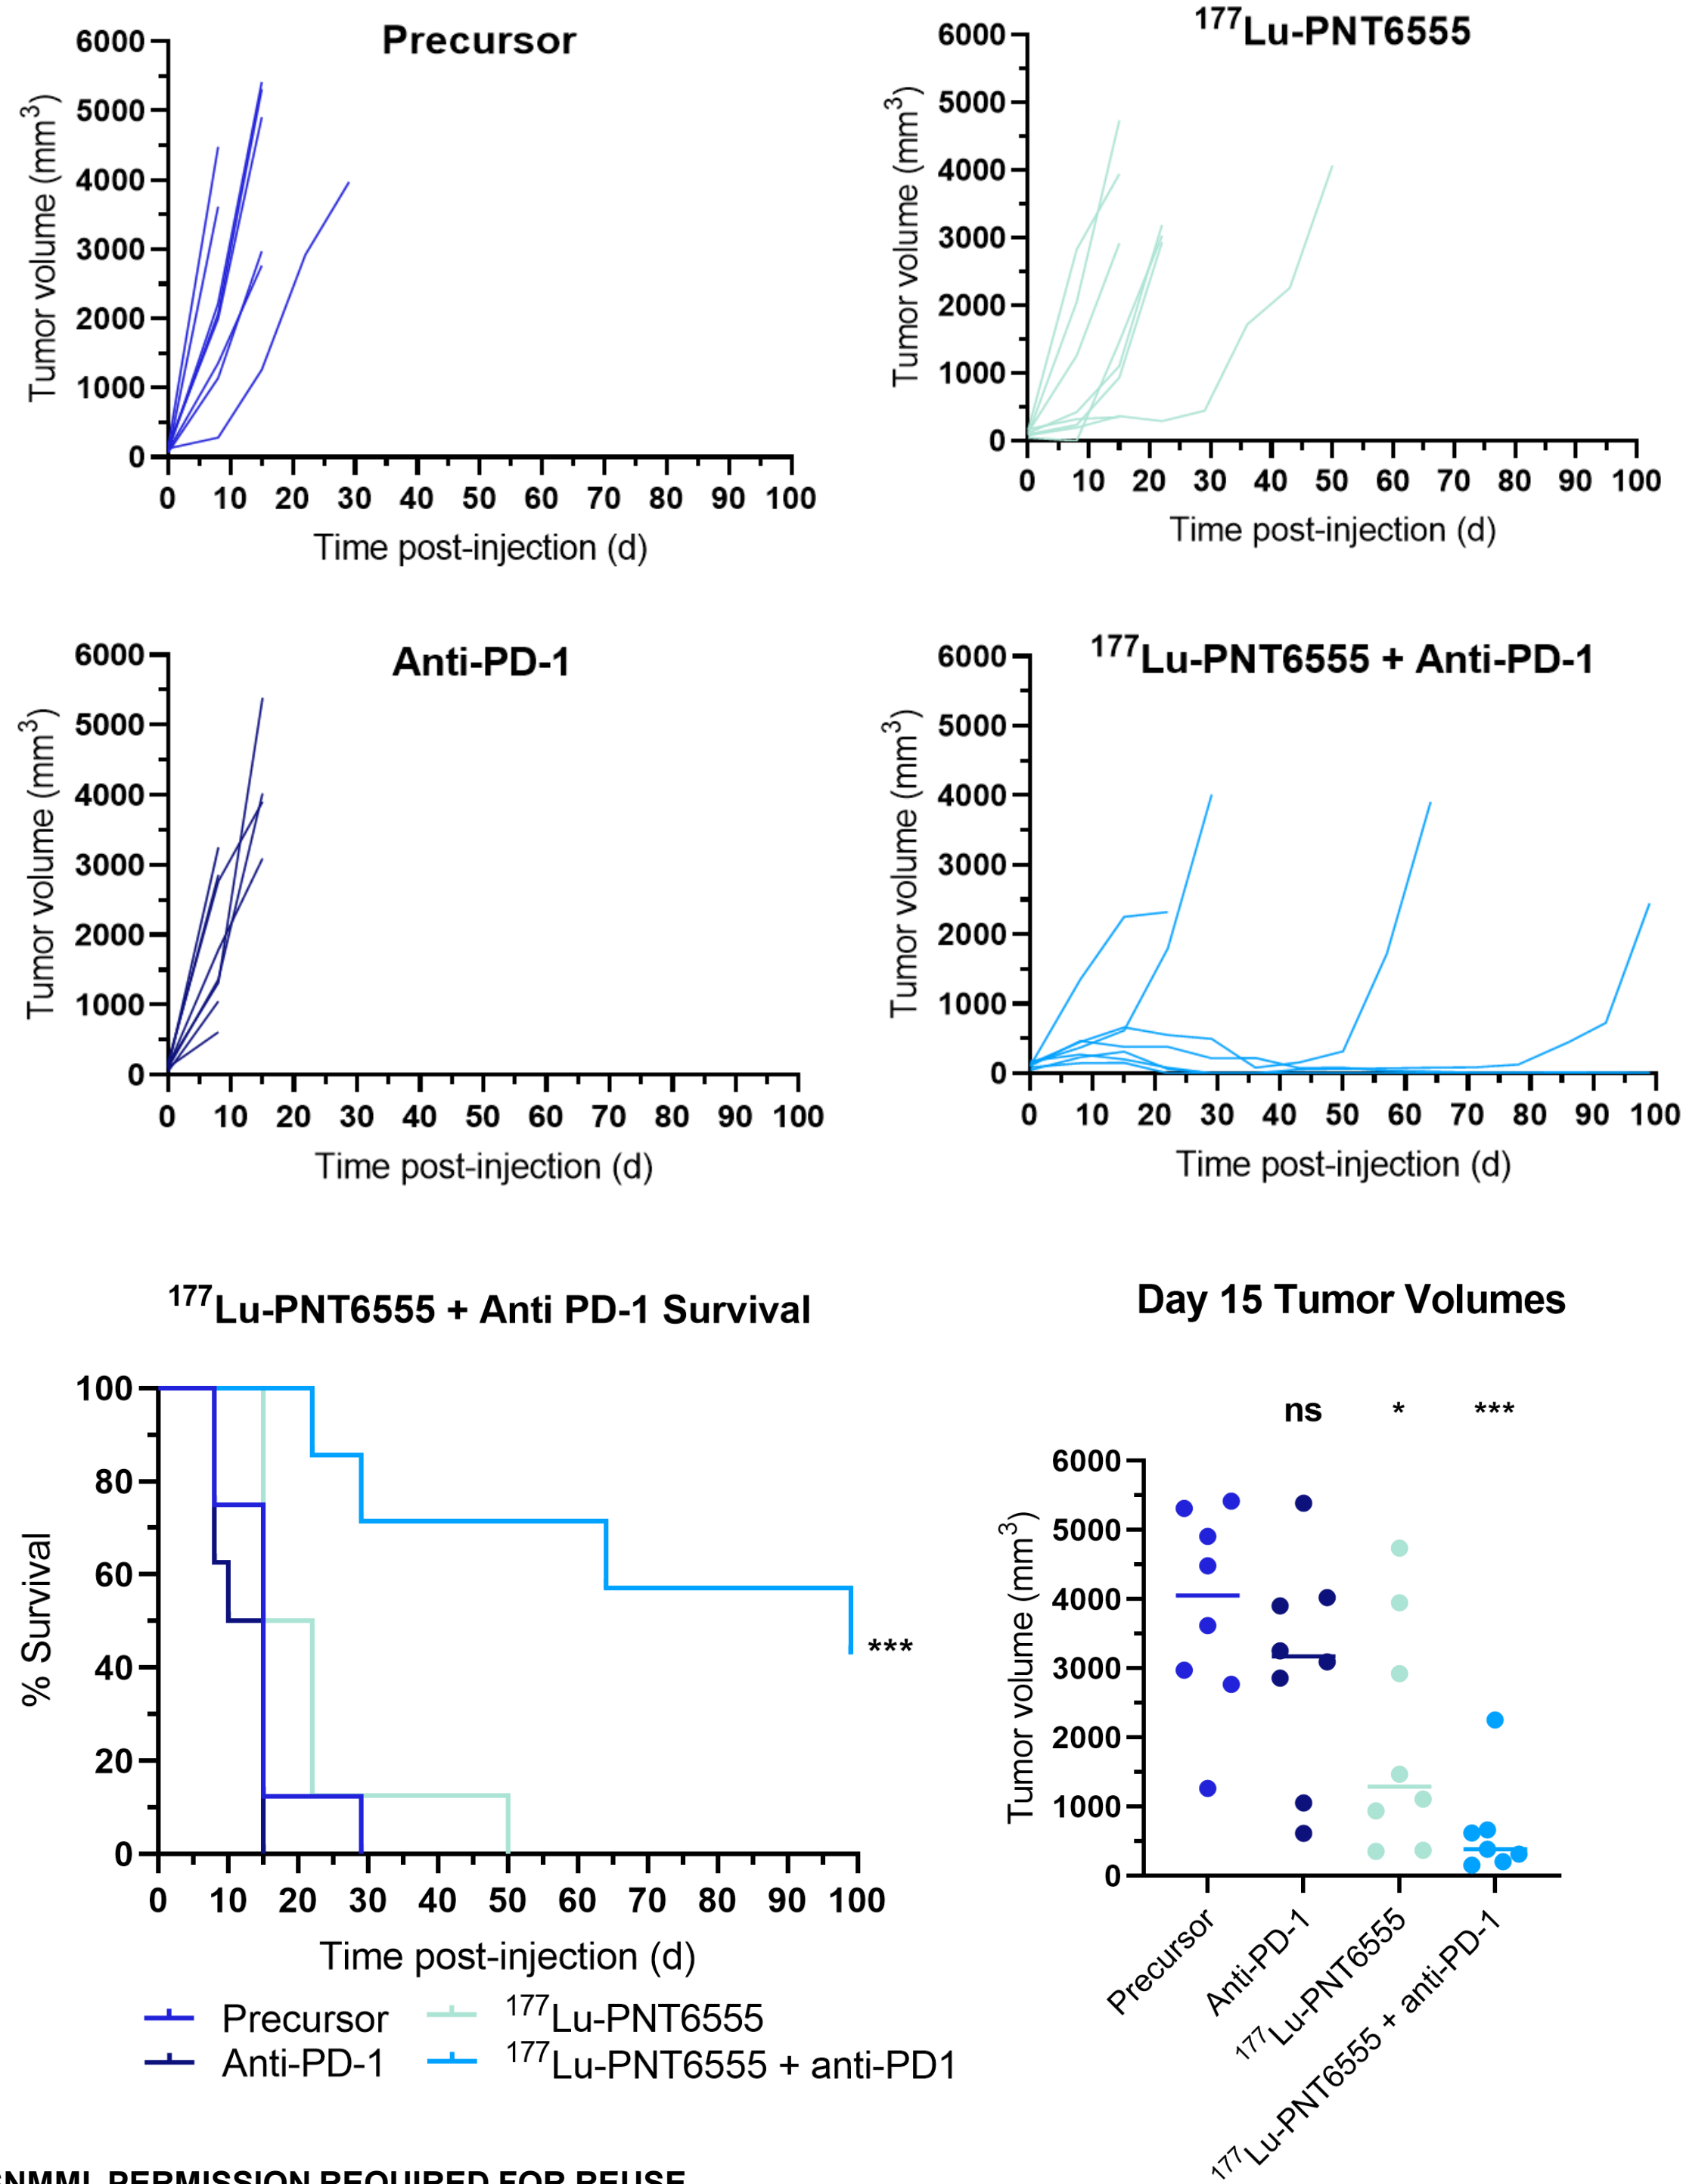 Precursor
6000
5000
4000
3000
2000
1000
0
Tumor volume (mm³)
0 10 20 30 40 50 60 70 80 90 100
Time post-injection (d)
¹⁷⁷Lu-PNT6555
6000
5000
4000
3000
2000
1000
0
Tumor volume (mm³)
0 10 20 30 40 50 60 70 80 90 100
Time post-injection (d)
Anti-PD-1
6000
5000
4000
3000
2000
1000
0
Tumor volume (mm³)
0 10 20 30 40 50 60 70 80 90 100
Time post-injection (d)
¹⁷⁷Lu-PNT6555 + Anti-PD-1
6000
5000
4000
3000
2000
1000
0
Tumor volume (mm³)
0 10 20 30 40 50 60 70 80 90 100
Time post-injection (d)
¹⁷⁷Lu-PNT6555 + Anti PD-1 Survival
100
80
60
40
20
0
% Survival
***
0 10 20 30 40 50 60 70 80 90 100
Time post-injection (d)
Precursor
Anti-PD-1
¹⁷⁷Lu-PNT6555
¹⁷⁷Lu-PNT6555 + anti-PD1
Day 15 Tumor Volumes
ns * ***
6000
5000
4000
3000
2000
1000
0
Tumor volume (mm³)
Precursor
Anti-PD-1
¹⁷⁷Lu-PNT6555
¹⁷⁷Lu-PNT6555 + anti-PD-1
PERMISSION REQUIRED FOR REUSE